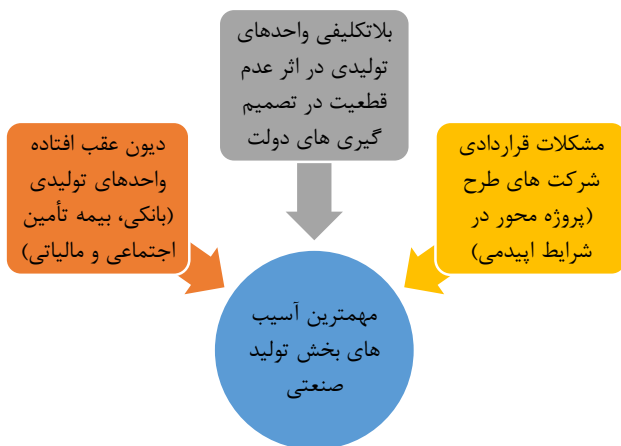 بلاتکلیفی واحدهای
تولیدی در اثر عدم
قطعیت در تصمیم
گیری های دولت
مشکلات قراردادی
شرکت های طرح
(پروژه محور در
شرایط اپیدمی)
دیون عقب افتاده
واحدهای تولیدی
(بانکی، بیمه تأمین
اجتماعی و مالیاتی)
مهمترین آسیب
های بخش تولید
صنعتی